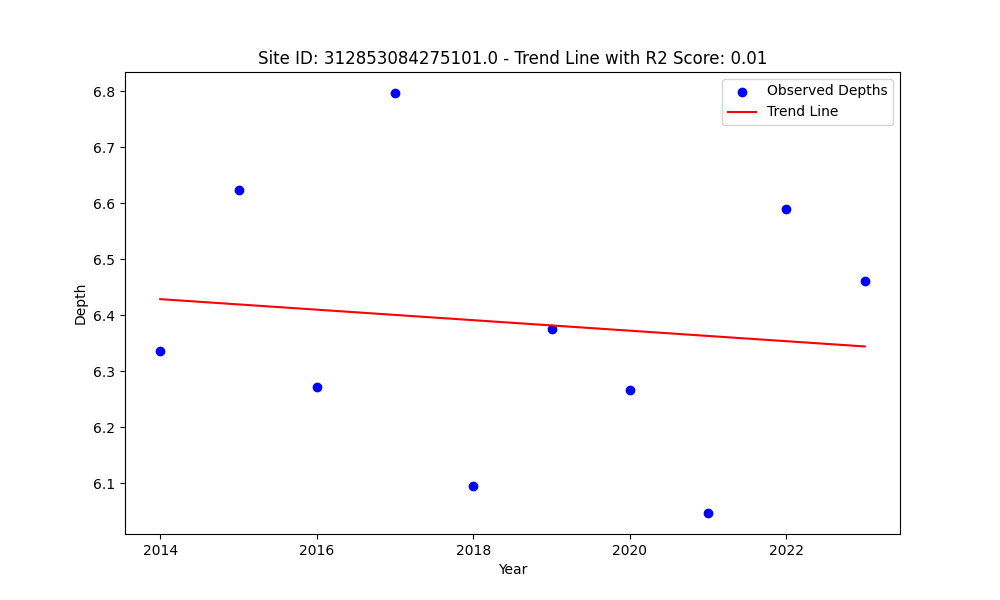 Site ID: 312853084275101.0 - Trend Line with R2 Score: 0.01
Observed Depths
Trend Line
6.8
6.7
6.6
6.5
6.4
6.3
6.2
6.1
Depth
2014
2016
2018
2020
2022
Year